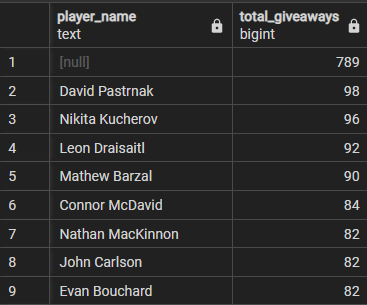 player_name total_giveaways
text bigint
1 [null] 789
2 David Pastrnak 98
3 Nikita Kucherov 96
4 Leon Draisaitl 92
5 Mathew Barzal 90
6 Connor McDavid 84
7 Nathan MacKinnon 82
8 John Carlson 82
9 Evan Bouchard 82